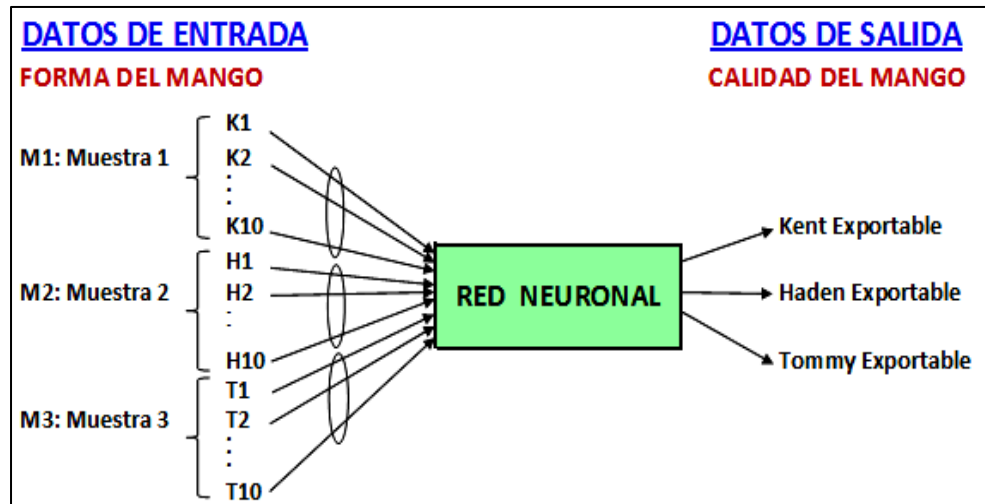 DATOS DE ENTRADA
FORMA DEL MANGO
M1: Muestra 1
K1
K2
:
.
K10
M2: Muestra 2
H1
H2
:
H10
M3: Muestra 3
T1
T2
:
:
T10
RED NEURONAL
DATOS DE SALIDA
CALIDAD DEL MANGO
Kent Exportable
Haden Exportable
Tommy Exportable